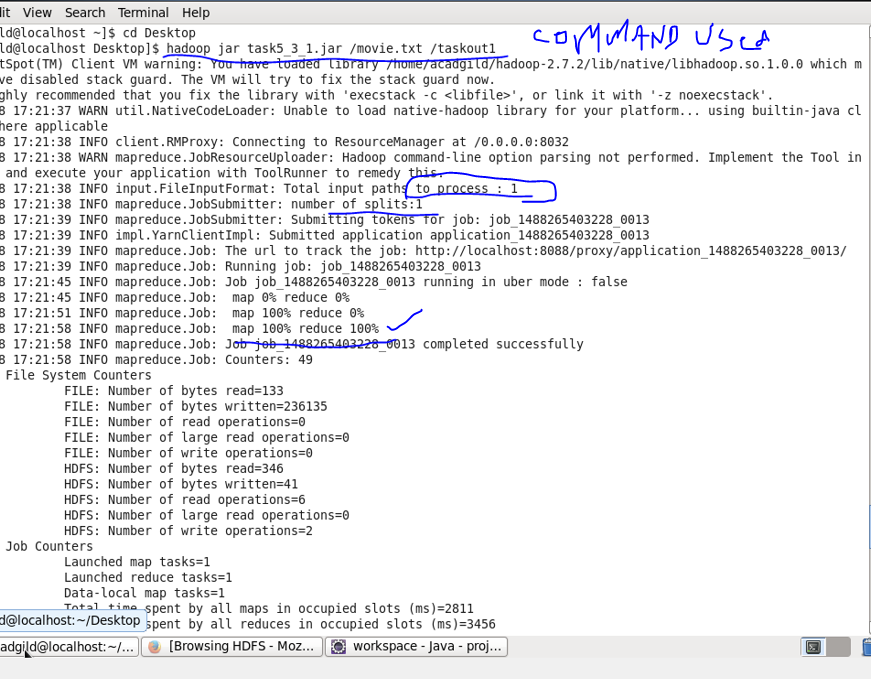 lit View Search Terminal Help
ld@localhost ~]$ cd Desktop
COMMAND USed
ld@localhost Desktop]$ hadoop jar task5_3_1.jar /movie.txt /taskout1
tSpot(TM) Client VM warning: You have loaded library /home/acadgild/hadoop-2.7.2/lib/native/libhadoop.so.1.0.0 which m
ve disabled stack guard. The VM will try to fix the stack guard now.
ghly recommended that you fix the library with 'execstack -c <libfile>', or link it with '-z noexecstack'.
8 17:21:37 WARN util.NativeCodeLoader: Unable to load native-hadoop library for your platform... using builtin-java cl
here applicable
8 17:21:38 INFO client.RMProxy: Connecting to ResourceManager at /0.0.0.0:8032
8 17:21:38 WARN mapreduce.JobResourceUploader: Hadoop command-line option parsing not performed. Implement the Tool in
 and execute your application with ToolRunner to remedy this.
8 17:21:38 INFO input.FileInputFormat: Total input paths to process : 1
8 17:21:38 INFO mapreduce.JobSubmitter: number of splits:1
8 17:21:39 INFO mapreduce.JobSubmitter: Submitting tokens for job: job_1488265403228_0013
8 17:21:39 INFO impl.YarnClientImpl: Submitted application application_1488265403228_0013
8 17:21:39 INFO mapreduce.Job: The url to track the job: http://localhost:8088/proxy/application_1488265403228_0013/
8 17:21:39 INFO mapreduce.Job: Running job: job_1488265403228_0013
8 17:21:45 INFO mapreduce.Job: Job job_1488265403228_0013 running in uber mode : false
8 17:21:45 INFO mapreduce.Job: map 0% reduce 0%
8 17:21:51 INFO mapreduce.Job: map 100% reduce 0%
8 17:21:58 INFO mapreduce.Job: map 100% reduce 100%
8 17:21:58 INFO mapreduce.Job: Job job_1488265403228_0013 completed successfully
8 17:21:58 INFO mapreduce.Job: Counters: 49
File System Counters
FILE: Number of bytes read=133
FILE: Number of bytes written=236135
FILE: Number of read operations=0
FILE: Number of large read operations=0
FILE: Number of write operations=0
HDFS: Number of bytes read=346
HDFS: Number of bytes written=41
HDFS: Number of read operations=6
HDFS: Number of large read operations=0
HDFS: Number of write operations=2
Job Counters
Launched map tasks=1
Launched reduce tasks=1
Data-local map tasks=1
Total time spent by all maps in occupied slots (ms)=2811
spent by all reduces in occupied slots (ms)=3456
d@localhost:~/Desktop
adgild@localhost:~/... [Browsing HDFS - Moz... workspace - Java - proj...